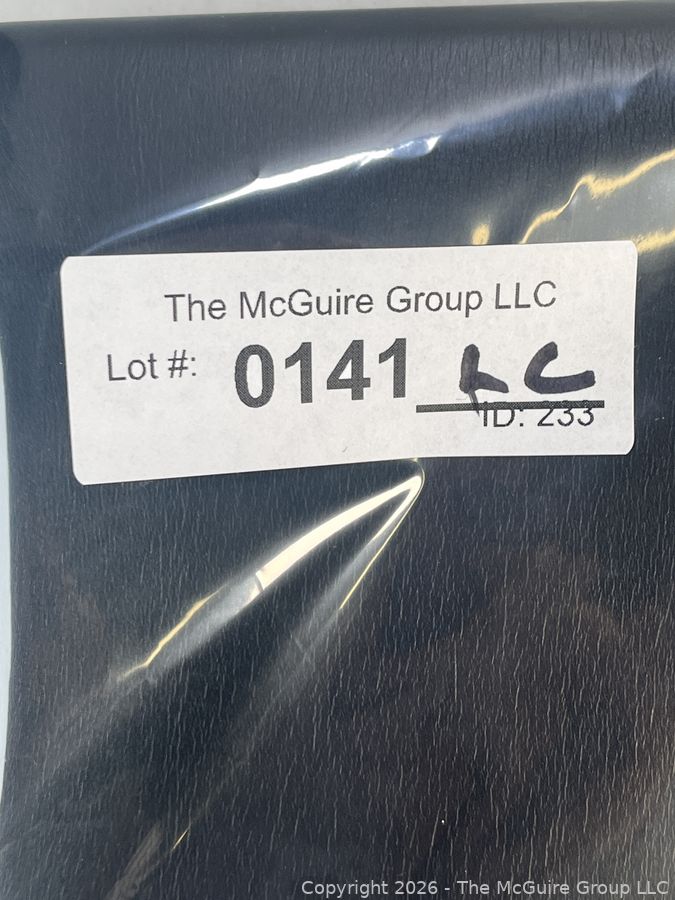 The McGuire Group LLC
Lot #: 0141 LC
ID: 233
Copyright 2026 - The McGuire Group LLC